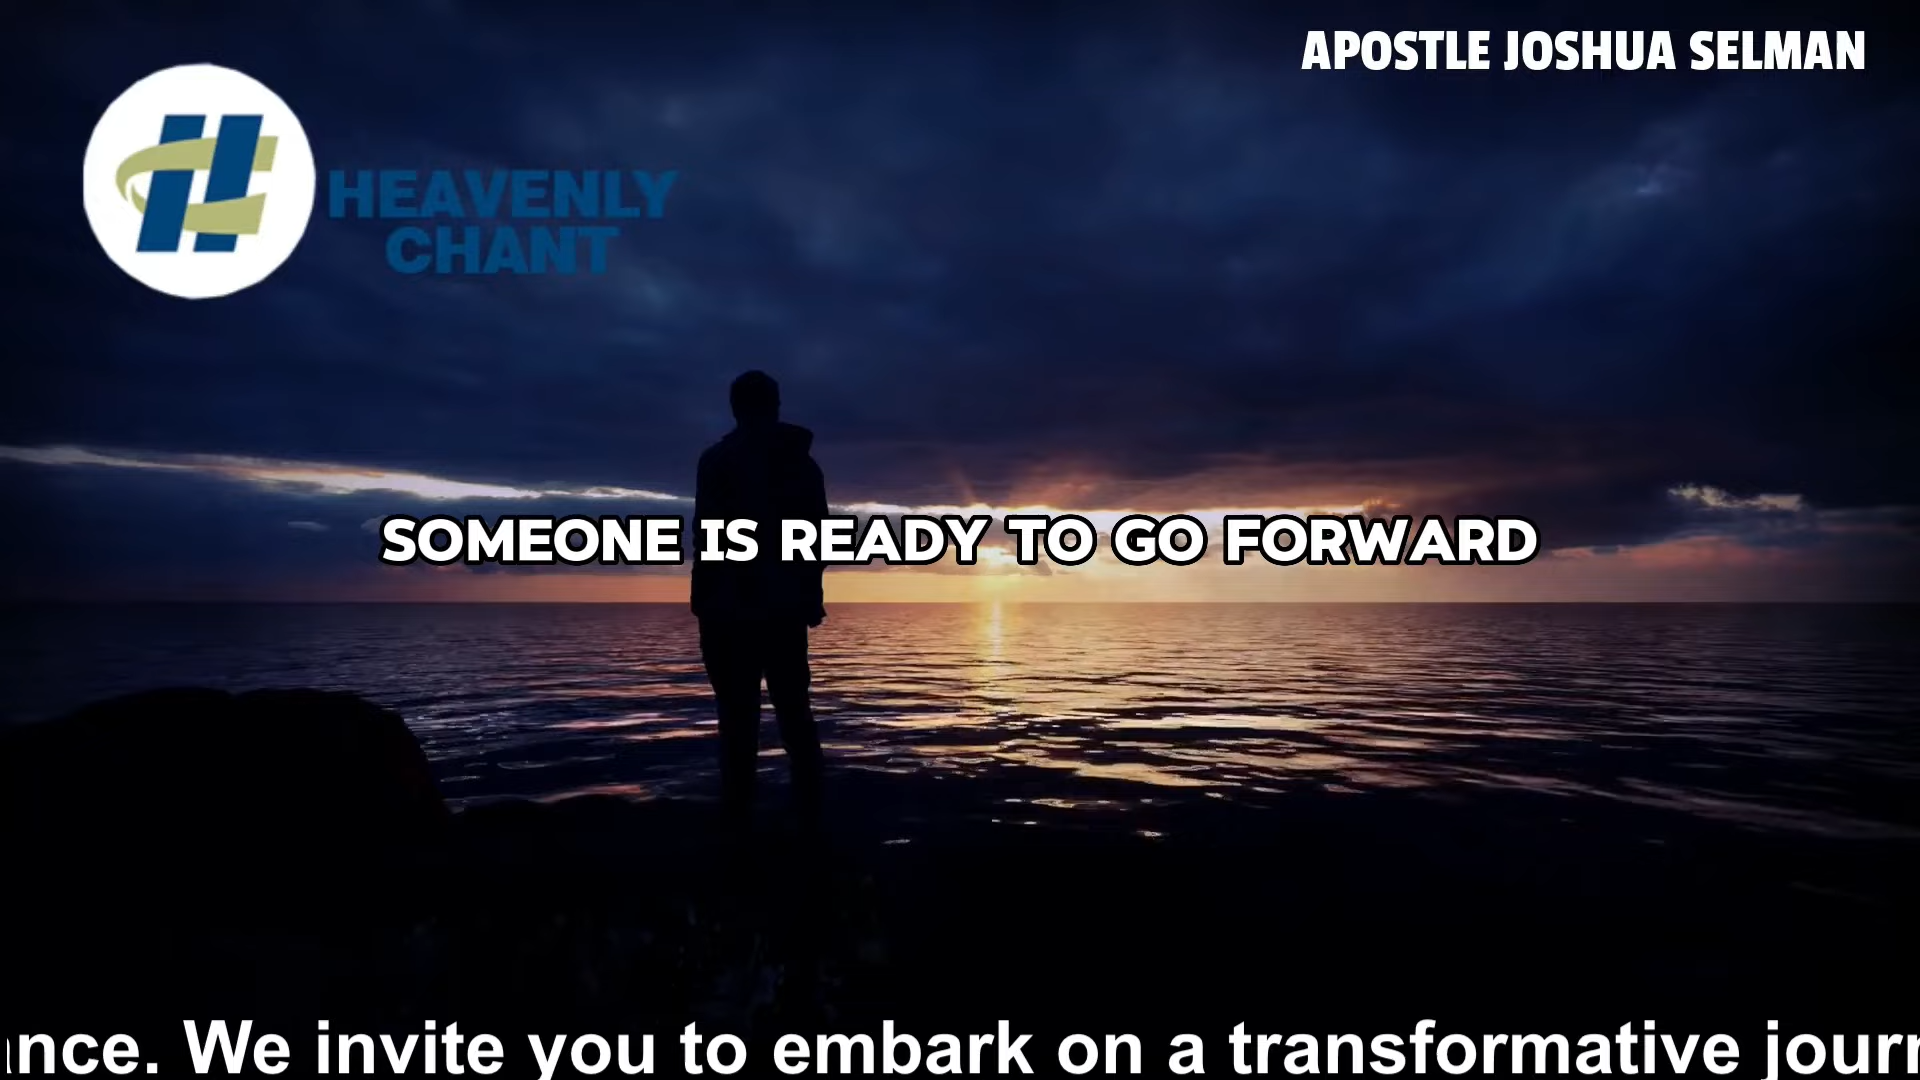 APOSTLE JOSHUA SELMAN
HEAVENLY
CHANT
SOMEONE IS READY TO GO FORWARD
We invite you to embark on a transformative